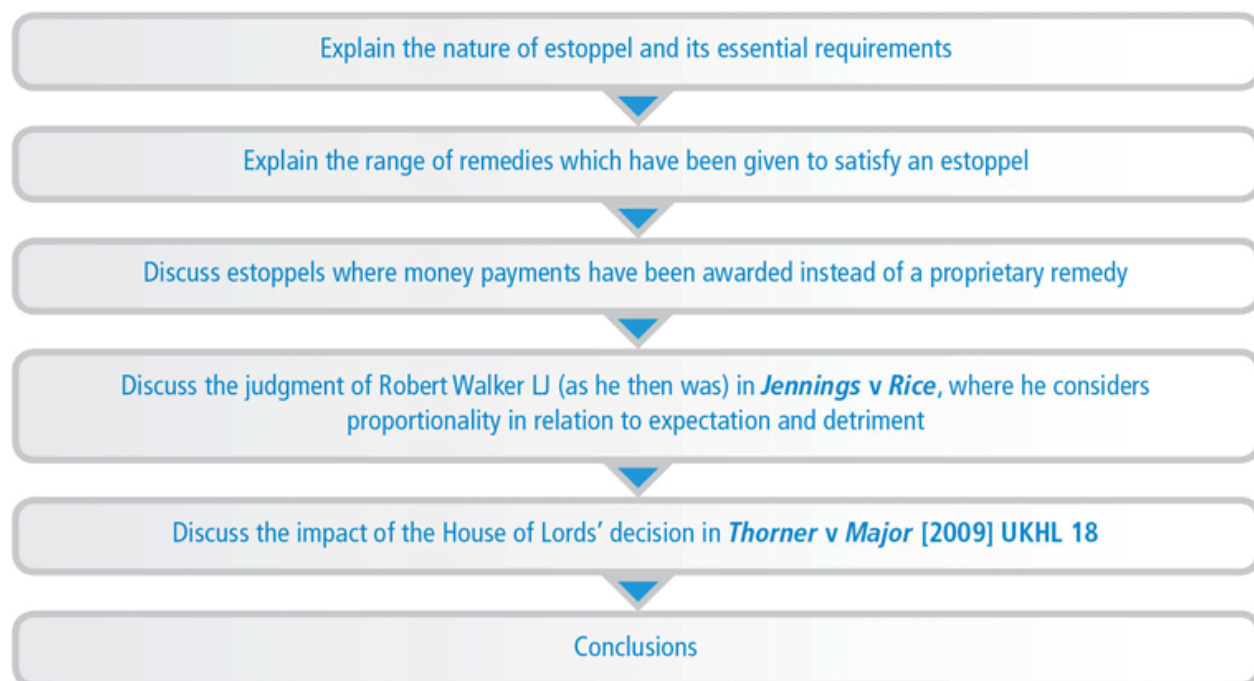 Explain the nature of estoppel and its essential requirements
Explain the range of remedies which have been given to satisfy an estoppel
Discuss estoppels where money payments have been awarded instead of a proprietary remedy
Discuss the judgment of Robert Walker LJ (as he then was) in Jennings v Rice, where he considers
proportionality in relation to expectation and detriment
Discuss the impact of the House of Lords’ decision in Thorner v Major [2009] UKHL 18
Conclusions